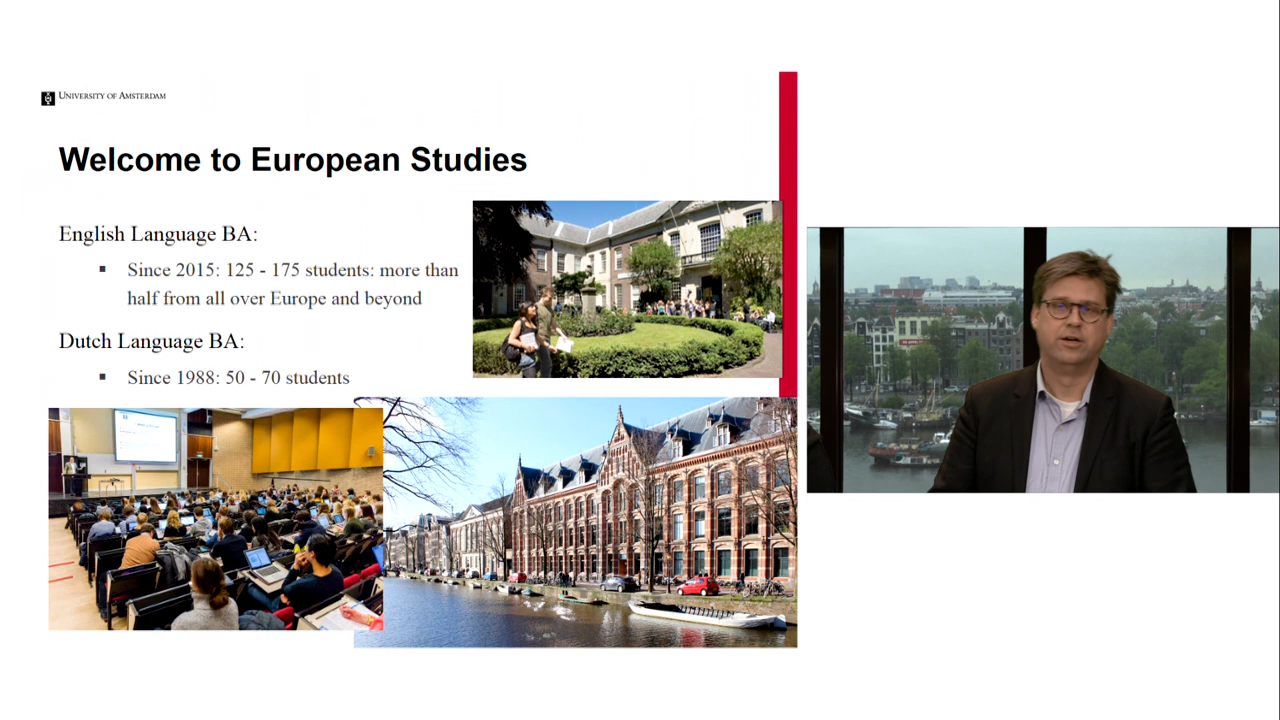 UNIVERSITY OF AMSTERDAM
Welcome to European Studies
English Language BA:
▪ Since 2015: 125 - 175 students: more than
half from all over Europe and beyond
Dutch Language BA:
▪ Since 1988: 50 - 70 students